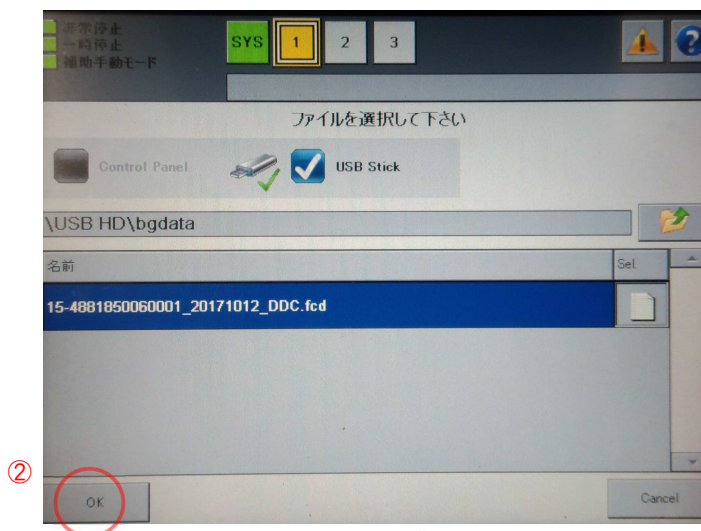 非常停止
一時停止
補助手動モード
SYS 1 2 3
ファイルを選択して下さい
Control Panel
USB Stick
\USB HD\bgdata
名前 Sel.
15-4881850060001_20171012_DDC.fcd
②
OK Cancel